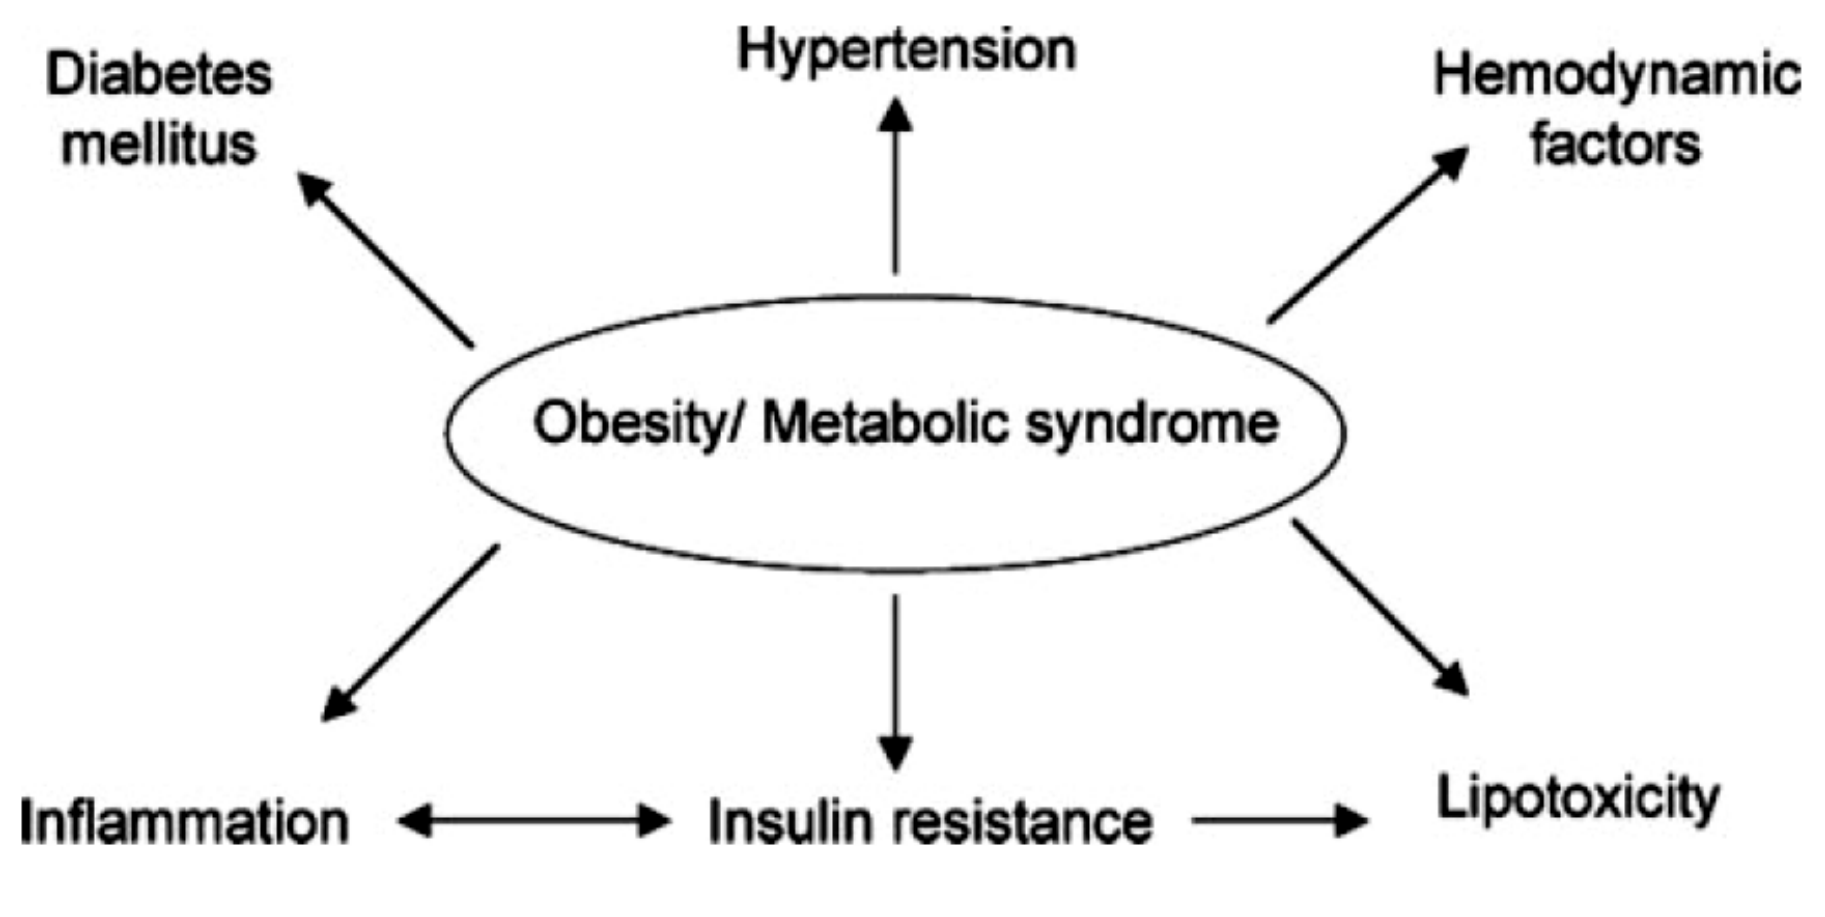 Diabetes
mellitus
Hypertension
Hemodynamic
factors
Obesity/ Metabolic syndrome
Inflammation
Insulin resistance
Lipotoxicity